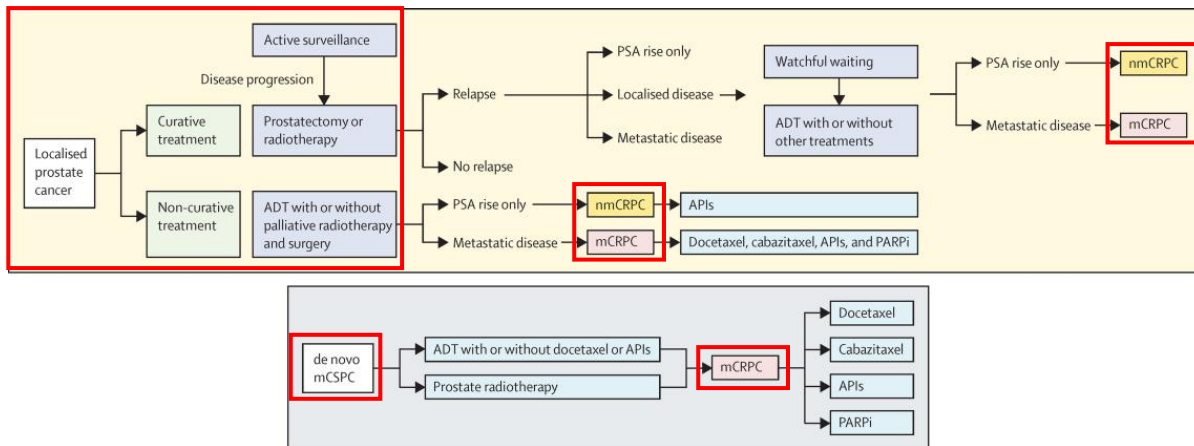 Active surveillance
Disease progression
Localised
prostate
cancer
Curative
treatment
Prostatectomy or
radiotherapy
Non-curative
treatment
ADT with or without
palliative radiotherapy
and surgery
Relapse
No relapse
PSA rise only
Localised disease
Metastatic disease
Watchful waiting
ADT with or without
other treatments
PSA rise only
nmCRPC
Metastatic disease
mCRPC
PSA rise only
nmCRPC
APIs
Metastatic disease
mCRPC
Docetaxel, cabazitaxel, APIs, and PARPi
de novo
mCSPC
ADT with or without docetaxel or APIs
Prostate radiotherapy
mCRPC
Docetaxel
Cabazitaxel
APIs
PARPi